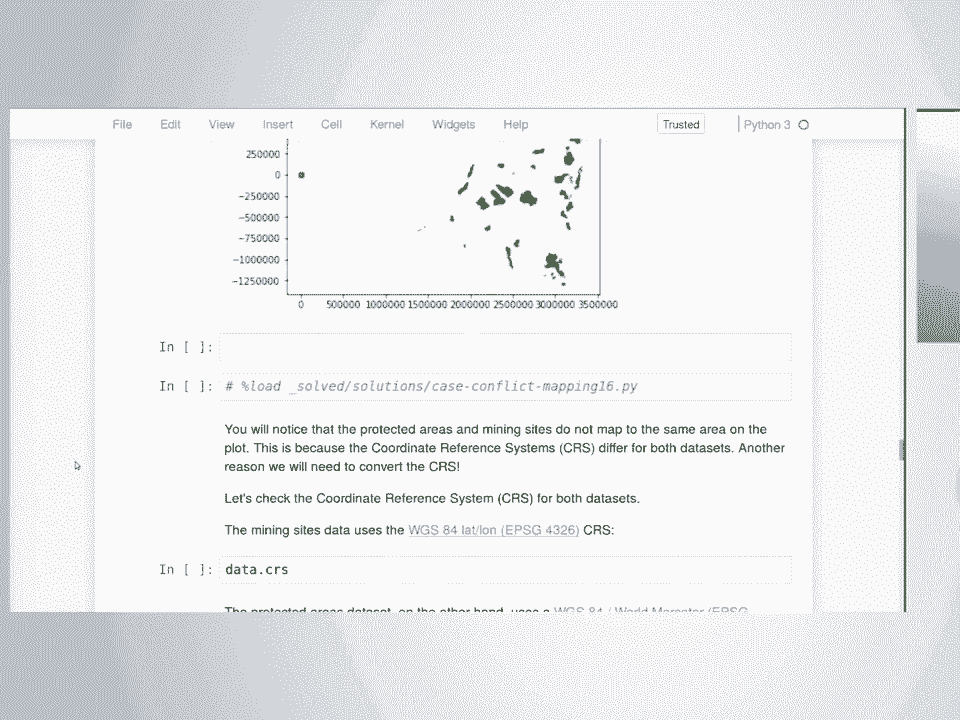 File Edit View Insert Cell Kernel Widgets Help Trusted Python 3
250000
0
−250000
−500000
−750000
−1000000
−1250000
0 500000 1000000 1500000 2000000 2500000 3000000 3500000
In [ ]:
In [ ]: # %load _solved/solutions/case-conflict-mapping16.py
You will notice that the protected areas and mining sites do not map to the same area on the
plot. This is because the Coordinate Reference Systems (CRS) differ for both datasets. Another
reason we will need to convert the CRS!
Let's check the Coordinate Reference System (CRS) for both datasets.
The mining sites data uses the WGS 84 lat/lon (EPSG 4326) CRS:
In [ ]: data.crs
The protected areas dataset, on the other hand, uses a WGS 84 / World Mercator (EPSG